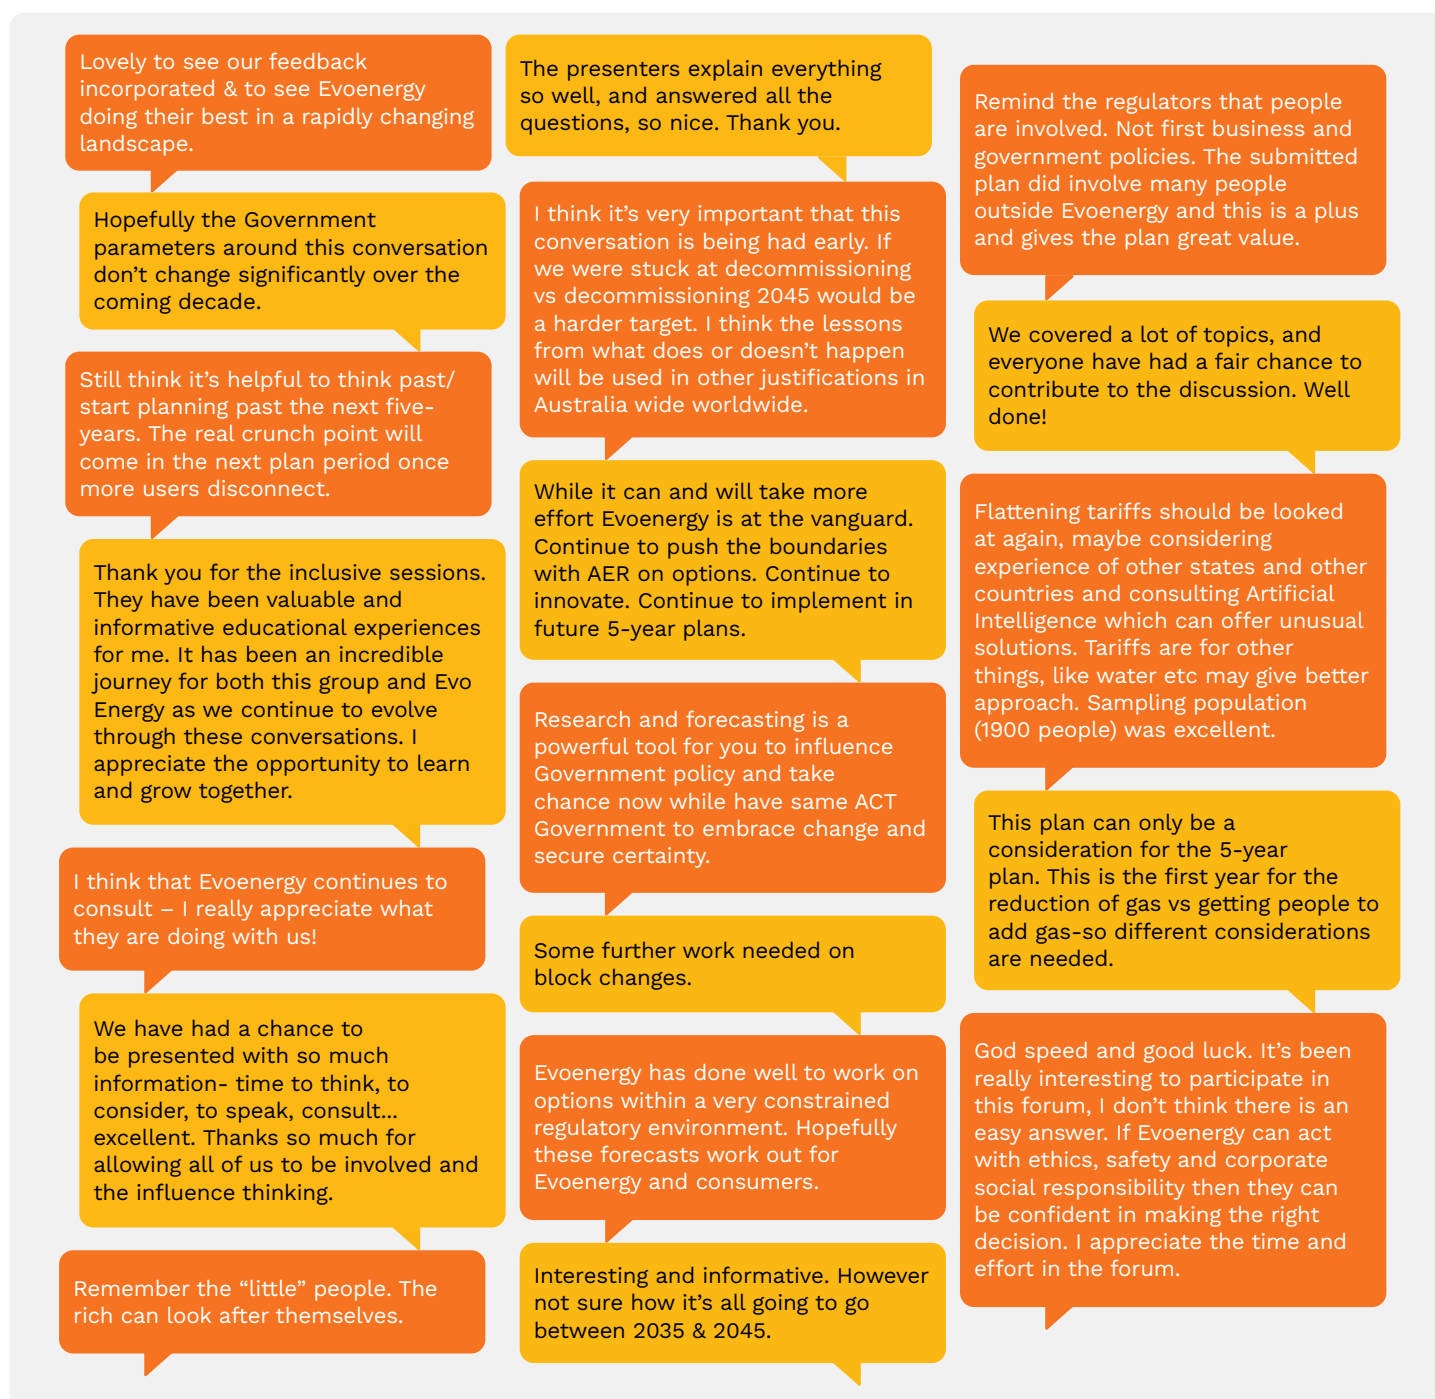 Lovely to see our feedback
incorporated & to see Evoenergy
doing their best in a rapidly changing
landscape.
Hopefully the Government
parameters around this conversation
don't change significantly over the
coming decade.
Still think it's helpful to think past/
start planning past the next five-
years. The real crunch point will
come in the next plan period once
more users disconnect.
Thank you for the inclusive sessions.
They have been valuable and
informative educational experiences
for me. It has been an incredible
journey for both this group and Evo
Energy as we continue to evolve
through these conversations. I
appreciate the opportunity to learn
and grow together.
I think that Evoenergy continues to
consult – I really appreciate what
they are doing with us!
We have had a chance to
be presented with so much
information- time to think, to
consider, to speak, consult...
excellent. Thanks so much for
allowing all of us to be involved and
the influence thinking.
Remember the “little” people. The
rich can look after themselves.
The presenters explain everything
so well, and answered all the
questions, so nice. Thank you.
I think it's very important that this
conversation is being had early. If
we were stuck at decommissioning
vs decommissioning 2045 would be
a harder target. I think the lessons
from what does or doesn't happen
will be used in other justifications in
Australia wide worldwide.
While it can and will take more
effort Evoenergy is at the vanguard.
Continue to push the boundaries
with AER on options. Continue to
innovate. Continue to implement in
future 5-year plans.
Research and forecasting is a
powerful tool for you to influence
Government policy and take
chance now while have same ACT
Government to embrace change and
secure certainty.
Some further work needed on
block changes.
Evoenergy has done well to work on
options within a very constrained
regulatory environment. Hopefully
these forecasts work out for
Evoenergy and consumers.
Interesting and informative. However
not sure how it's all going to go
between 2035 & 2045.
Remind the regulators that people
are involved. Not first business and
government policies. The submitted
plan did involve many people
outside Evoenergy and this is a plus
and gives the plan great value.
We covered a lot of topics, and
everyone have had a fair chance to
contribute to the discussion. Well
done!
Flattening tariffs should be looked
at again, maybe considering
experience of other states and other
countries and consulting Artificial
Intelligence which can offer unusual
solutions. Tariffs are for other
things, like water etc may give better
approach. Sampling population
(1900 people) was excellent.
This plan can only be a
consideration for the 5-year
plan. This is the first year for the
reduction of gas vs getting people to
add gas-so different considerations
are needed.
God speed and good luck. It's been
really interesting to participate in
this forum, I don't think there is an
easy answer. If Evoenergy can act
with ethics, safety and corporate
social responsibility then they can
be confident in making the right
decision. I appreciate the time and
effort in the forum.